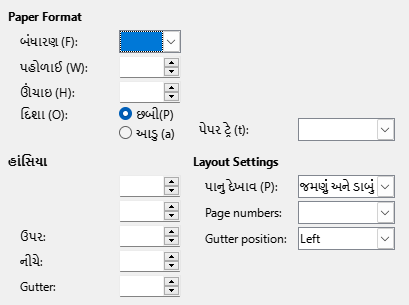 Paper Format
બંધારણ (F):
પહોળાઈ (W):
ઊંચાઇ (H):
દિશા (O):
છબી(P)
આડુ (a)
પેપર ટ્રે (t):
હાંસિયા
Layout Settings
પાનુ દેખાવ (P):
જમણું અને ડાબું
Page numbers:
ઉપર:
Gutter position:
Left
નીચે:
Gutter: